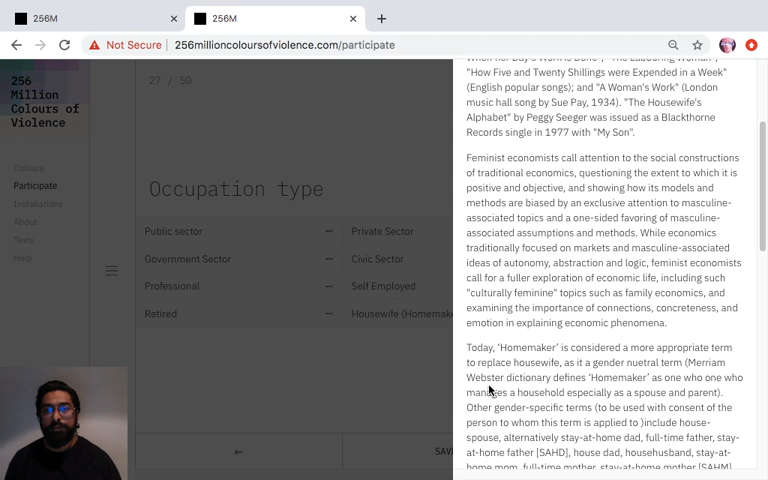 256M
256M
Not Secure
256millioncoloursofviolence.com/participate
256
Million
Colours of
Violence
Colours
Participate
Installations
About
Texts
Help
27 / 50
Occupation type
Public sector
Private Sector
Government Sector
Civic Sector
Professional
Self Employed
Retired
Housewife (Homemake
SAV
"How Five and Twenty Shillings were Expended in a Week"
(English popular songs); and "A Woman's Work" (London
music hall song by Sue Pay, 1934). "The Housewife's
Alphabet" by Peggy Seeger was issued as a Blackthorne
Records single in 1977 with "My Son".
Feminist economists call attention to the social constructions
of traditional economics, questioning the extent to which it is
positive and objective, and showing how its models and
methods are biased by an exclusive attention to masculine-
associated topics and a one-sided favoring of masculine-
associated assumptions and methods. While economics
traditionally focused on markets and masculine-associated
ideas of autonomy, abstraction and logic, feminist economists
call for a fuller exploration of economic life, including such
"culturally feminine" topics such as family economics, and
examining the importance of connections, concreteness, and
emotion in explaining economic phenomena.
Today, ‘Homemaker’ is considered a more appropriate term
to replace housewife, as it a gender nuetral term (Merriam
Webster dictionary defines ‘Homemaker’ as one who one who
manages a household especially as a spouse and parent).
Other gender-specific terms (to be used with consent of the
person to whom this term is applied to )include house-
spouse, alternatively stay-at-home dad, full-time father, stay-
at-home father [SAHD], house dad, househusband, stay-
at-home mom, full-time mother, stay-at-home mother [SAHM]